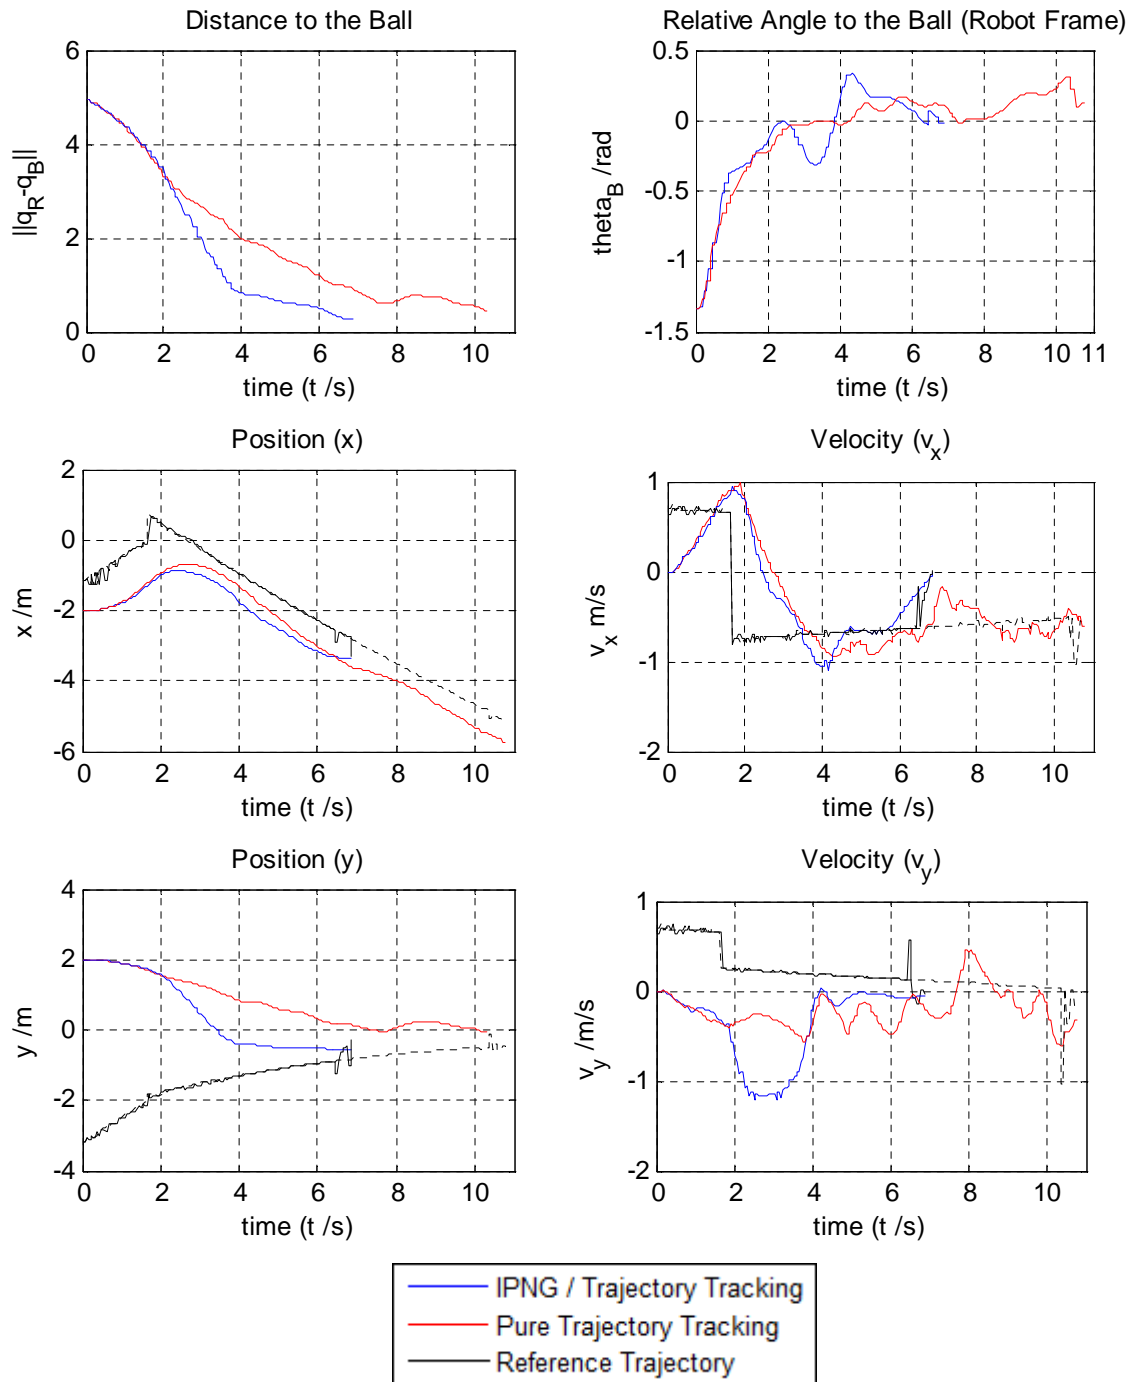 Distance to the Ball
6
4
2
0
||q_R-q_B||
0 2 4 6 8 10
time (t /s)
Relative Angle to the Ball (Robot Frame)
0.5
0
-0.5
-1
-1.5
theta_B /rad
0 2 4 6 8 10 11
time (t /s)
Position (x)
2
0
-2
-4
-6
x /m
0 2 4 6 8 10
time (t /s)
Velocity (v_x)
1
0
-1
-2
v_x m/s
0 2 4 6 8 10
time (t /s)
Position (y)
4
2
0
-2
-4
y /m
0 2 4 6 8 10
time (t /s)
Velocity (v_y)
1
0
-1
-2
v_y /m/s
0 2 4 6 8 10
time (t /s)
IPNG / Trajectory Tracking
Pure Trajectory Tracking
Reference Trajectory